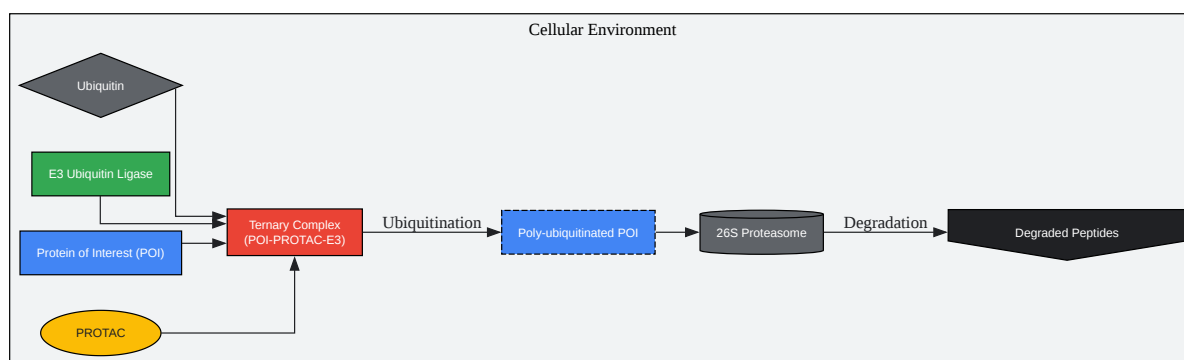 Cellular Environment
Ubiquitin
E3 Ubiquitin Ligase
Protein of Interest (POI)
PROTAC
Ternary Complex
(POI-PROTAC-E3)
Ubiquitination
Poly-ubiquitinated POI
26S Proteasome
Degradation
Degraded Peptides